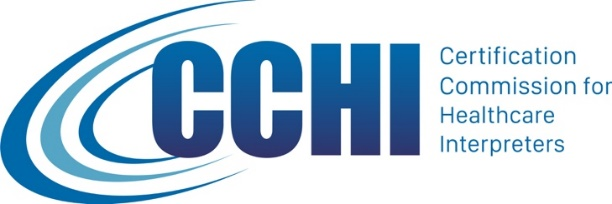 CCHI
Certification
Commission for
Healthcare
Interpreters